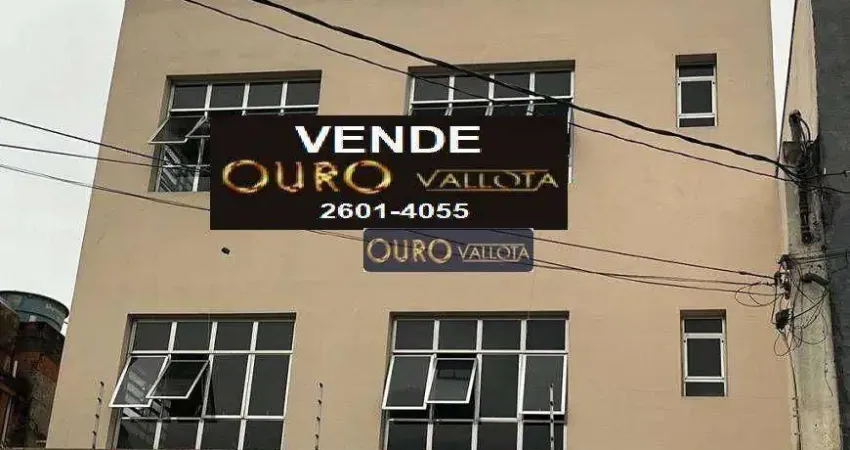 VENDE
OURO VALLOTA
2601-4055
OURO VALLOTA